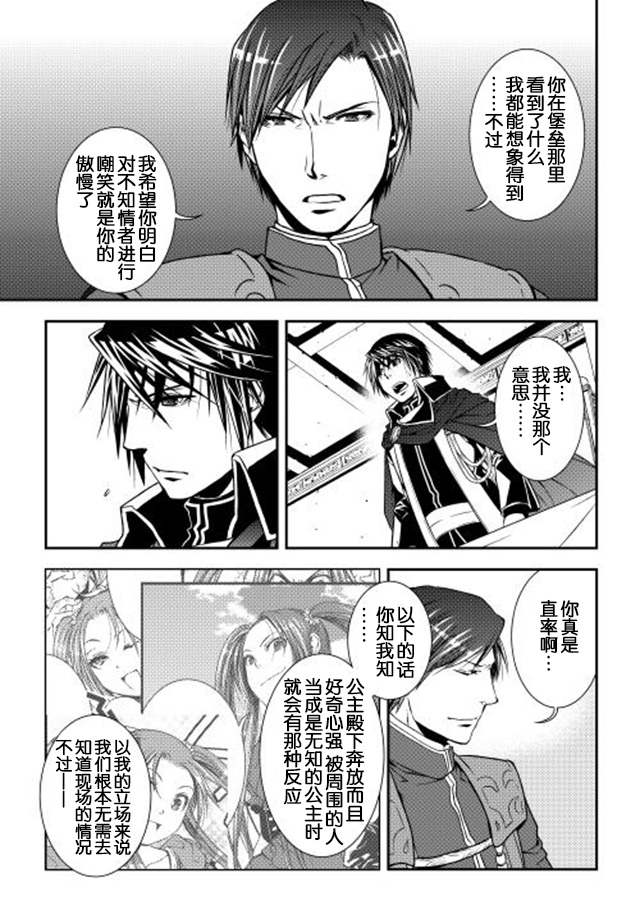 你在堡垒那里
看到了什么
我都能想象得到
……不过
我希望你明白
对不知情者进行
嘲笑就是你的
傲慢了
我…
我并没那个
意思……
你真是
直率啊…
以下的话
你知我知
……
公主殿下奔放而且
好奇心强 被周围的人
当成是无知的公主时
就会有那种反应
以我的立场来说
我们根本无需去
知道现场的情况
不过──